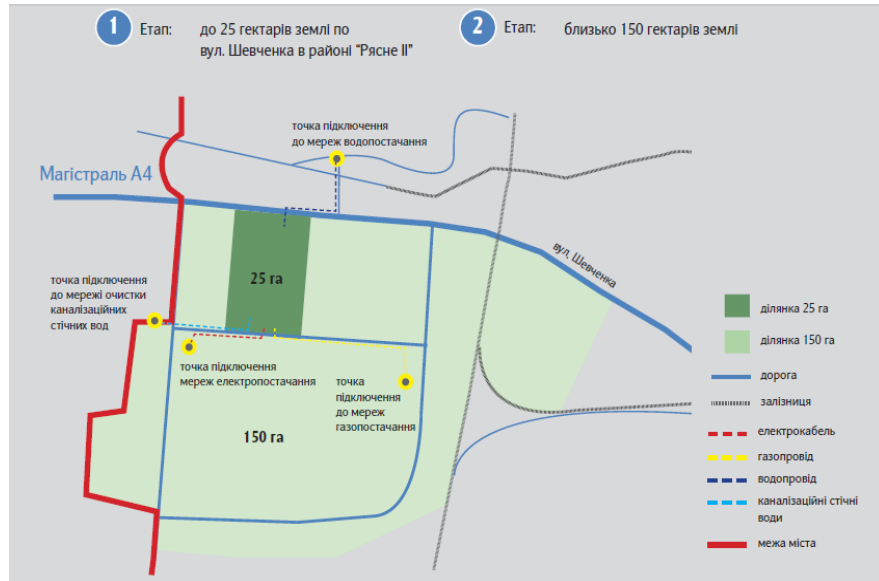 1 Етап: до 25 гектарів землі по
вул. Шевченка в районі "Рясне II"
2 Етап: близько 150 гектарів землі
точка підключення
до мереж водопостачання
Магістраль А4
вул. Шевченка
25 га
точка підключення
до мережі очистки
каналізаційних
стічних вод
точка підключення
мереж електропостачання
точка
підключення
до мереж
газопостачання
150 га
ділянка 25 га
ділянка 150 га
дорога
залізниця
електрокабель
газопровід
водопровід
каналізаційні стічні
води
межа міста